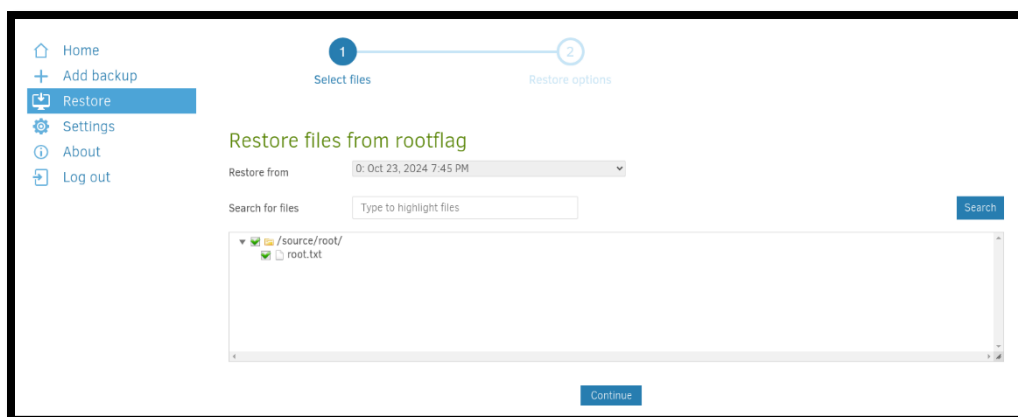 Home
Add backup
Restore
Settings
About
Log out
1
2
Select files
Restore options
Restore files from rootflag
Restore from
0: Oct 23, 2024 7:45 PM
Search for files
Type to highlight files
Search
/source/root/
root.txt
Continue